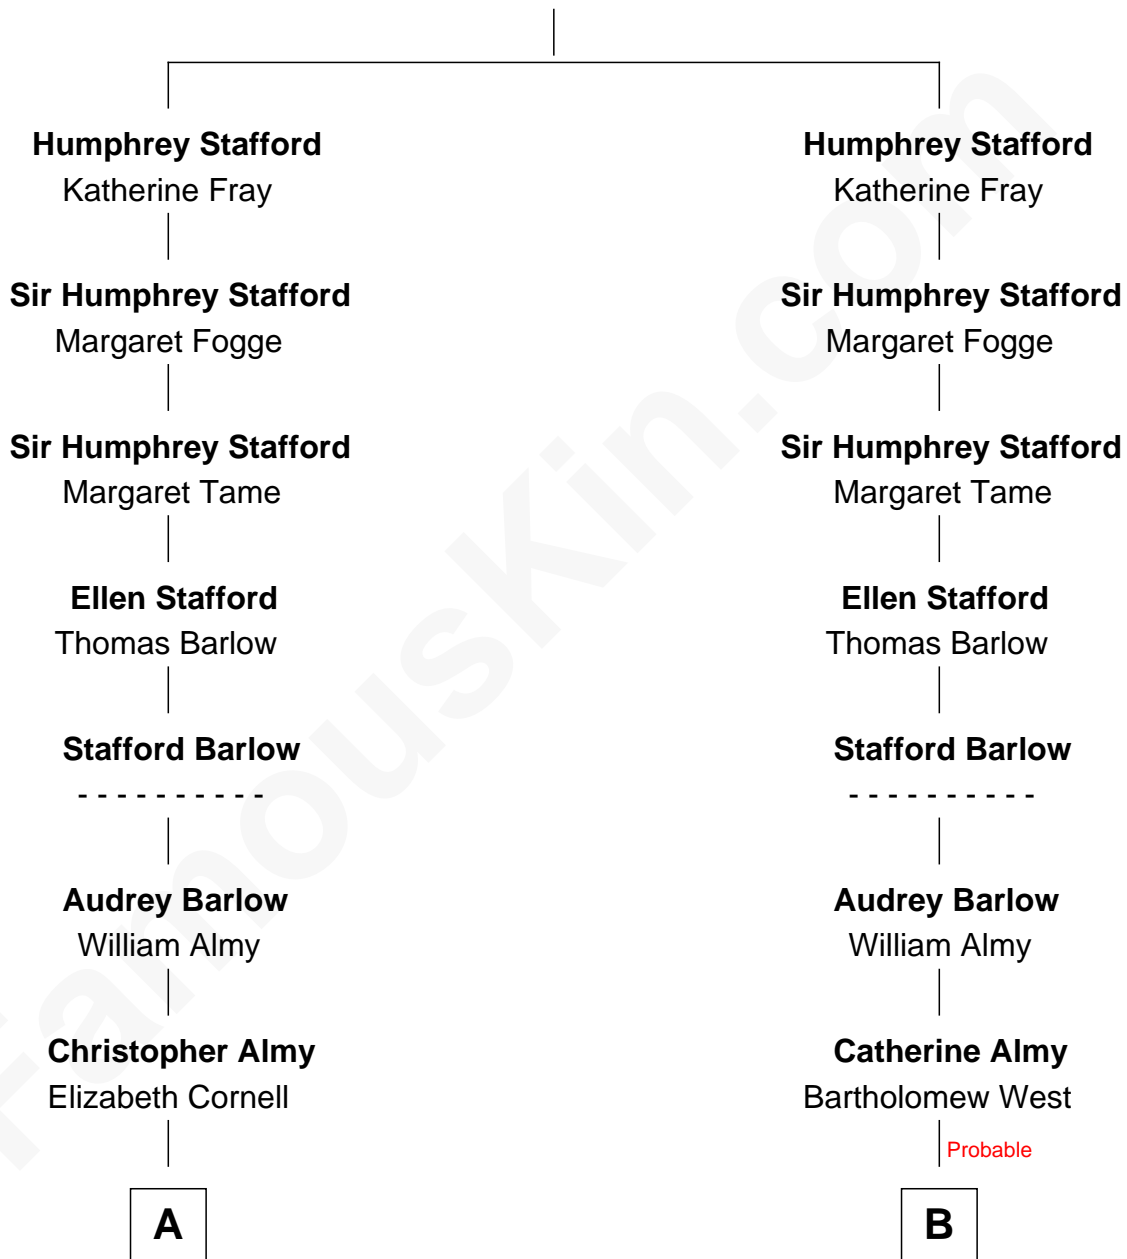 Humphrey Stafford Humphrey Stafford
Katherine Fray Katherine Fray
Sir Humphrey Stafford Sir Humphrey Stafford
Margaret Fogge Margaret Fogge
Sir Humphrey Stafford Sir Humphrey Stafford
Margaret Tame Margaret Tame
Ellen Stafford Ellen Stafford
Thomas Barlow Thomas Barlow
Stafford Barlow Stafford Barlow
- - - - - - - - - - - - - - - - - - - -
Audrey Barlow Audrey Barlow
William Almy William Almy
Christopher Almy Catherine Almy
Elizabeth Cornell Bartholomew West
Probable
A B
FamousKin.com